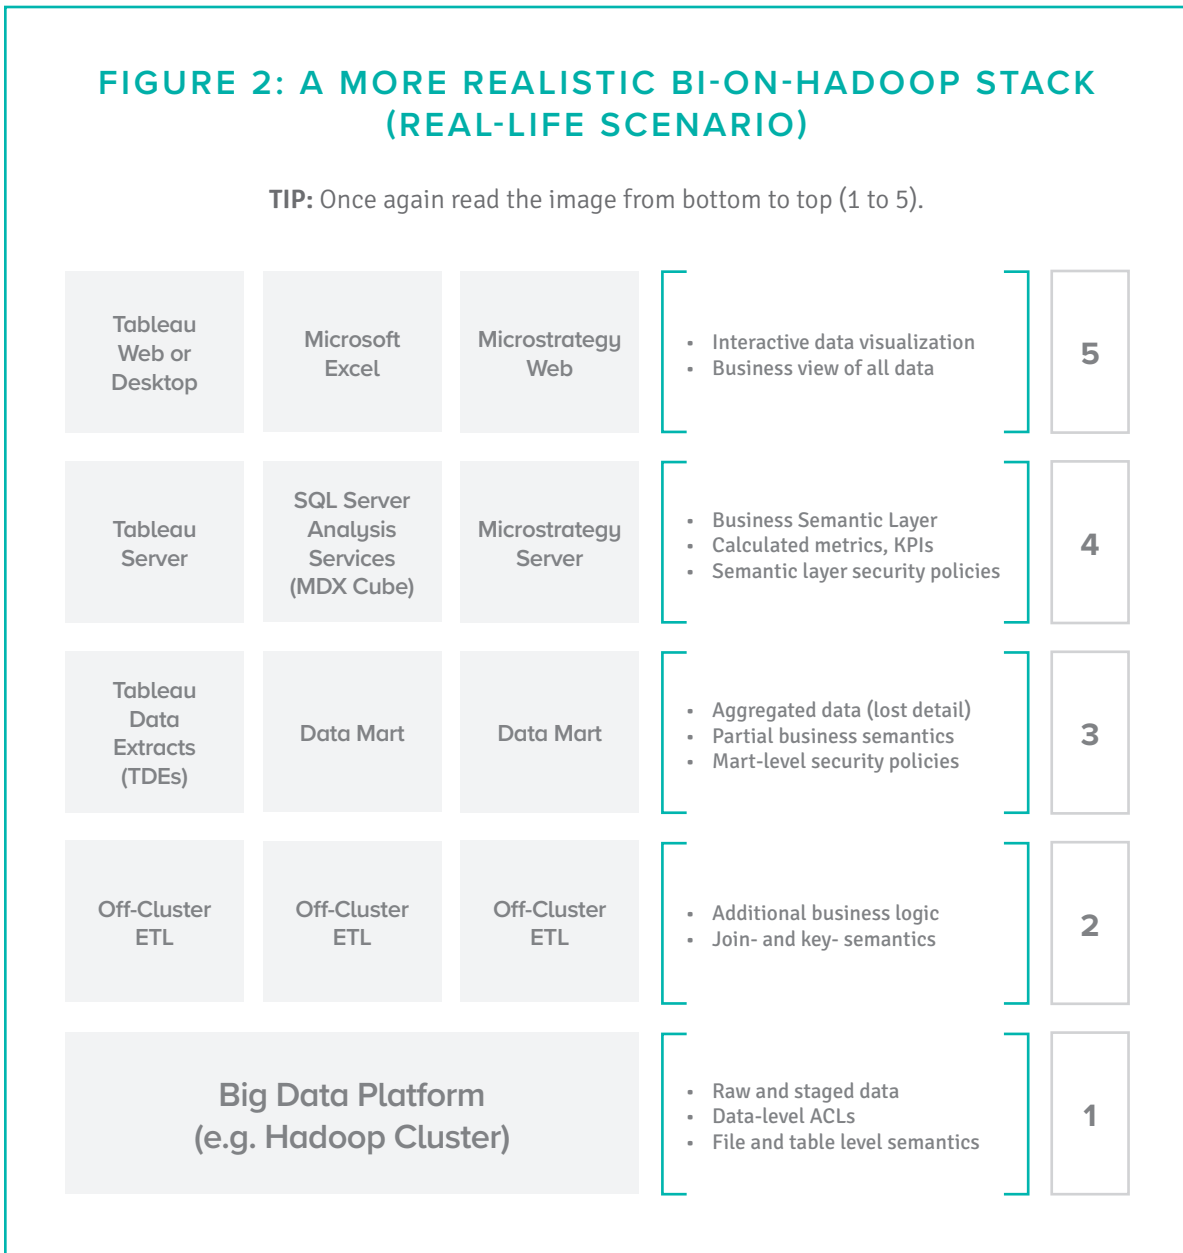 FIGURE 2: A MORE REALISTIC BI-ON-HADOOP STACK
(REAL-LIFE SCENARIO)
TIP: Once again read the image from bottom to top (1 to 5).
Tableau
Web or
Desktop
Microsoft
Excel
Microstrategy
Web
• Interactive data visualization
• Business view of all data
5
Tableau
Server
SQL Server
Analysis
Services
(MDX Cube)
Microstrategy
Server
• Business Semantic Layer
• Calculated metrics, KPIs
• Semantic layer security policies
4
Tableau
Data
Extracts
(TDEs)
Data Mart
Data Mart
• Aggregated data (lost detail)
• Partial business semantics
• Mart-level security policies
3
Off-Cluster
ETL
Off-Cluster
ETL
Off-Cluster
ETL
• Additional business logic
• Join- and key- semantics
2
Big Data Platform
(e.g. Hadoop Cluster)
• Raw and staged data
• Data-level ACLs
• File and table level semantics
1